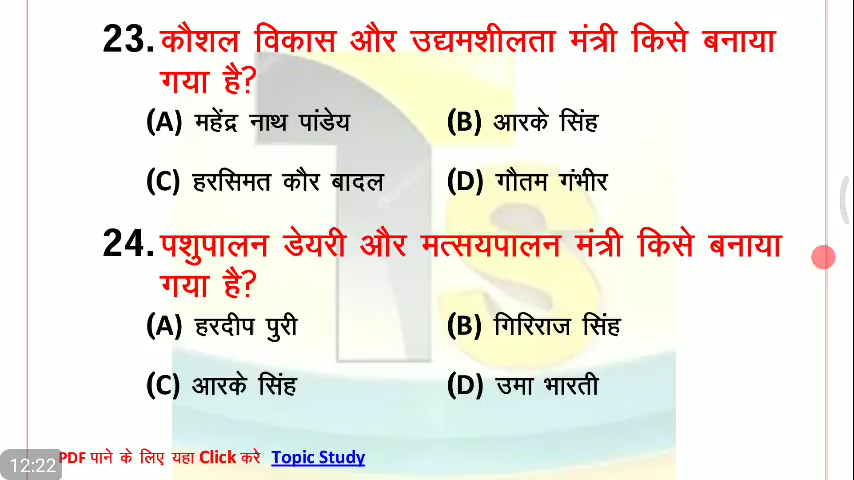 23. कौशल विकास और उद्यमशीलता मंत्री किसे बनाया
गया है?
(A) महेंद्र नाथ पांडेय (B) आरके सिंह
(C) हरसिमत कौर बादल (D) गौतम गंभीर
24. पशुपालन डेयरी और मत्सयपालन मंत्री किसे बनाया
गया है?
(A) हरदीप पुरी (B) गिरिराज सिंह
(C) आरके सिंह (D) उमा भारती
12:22 PDF पाने के लिए यहा Click करे Topic Study